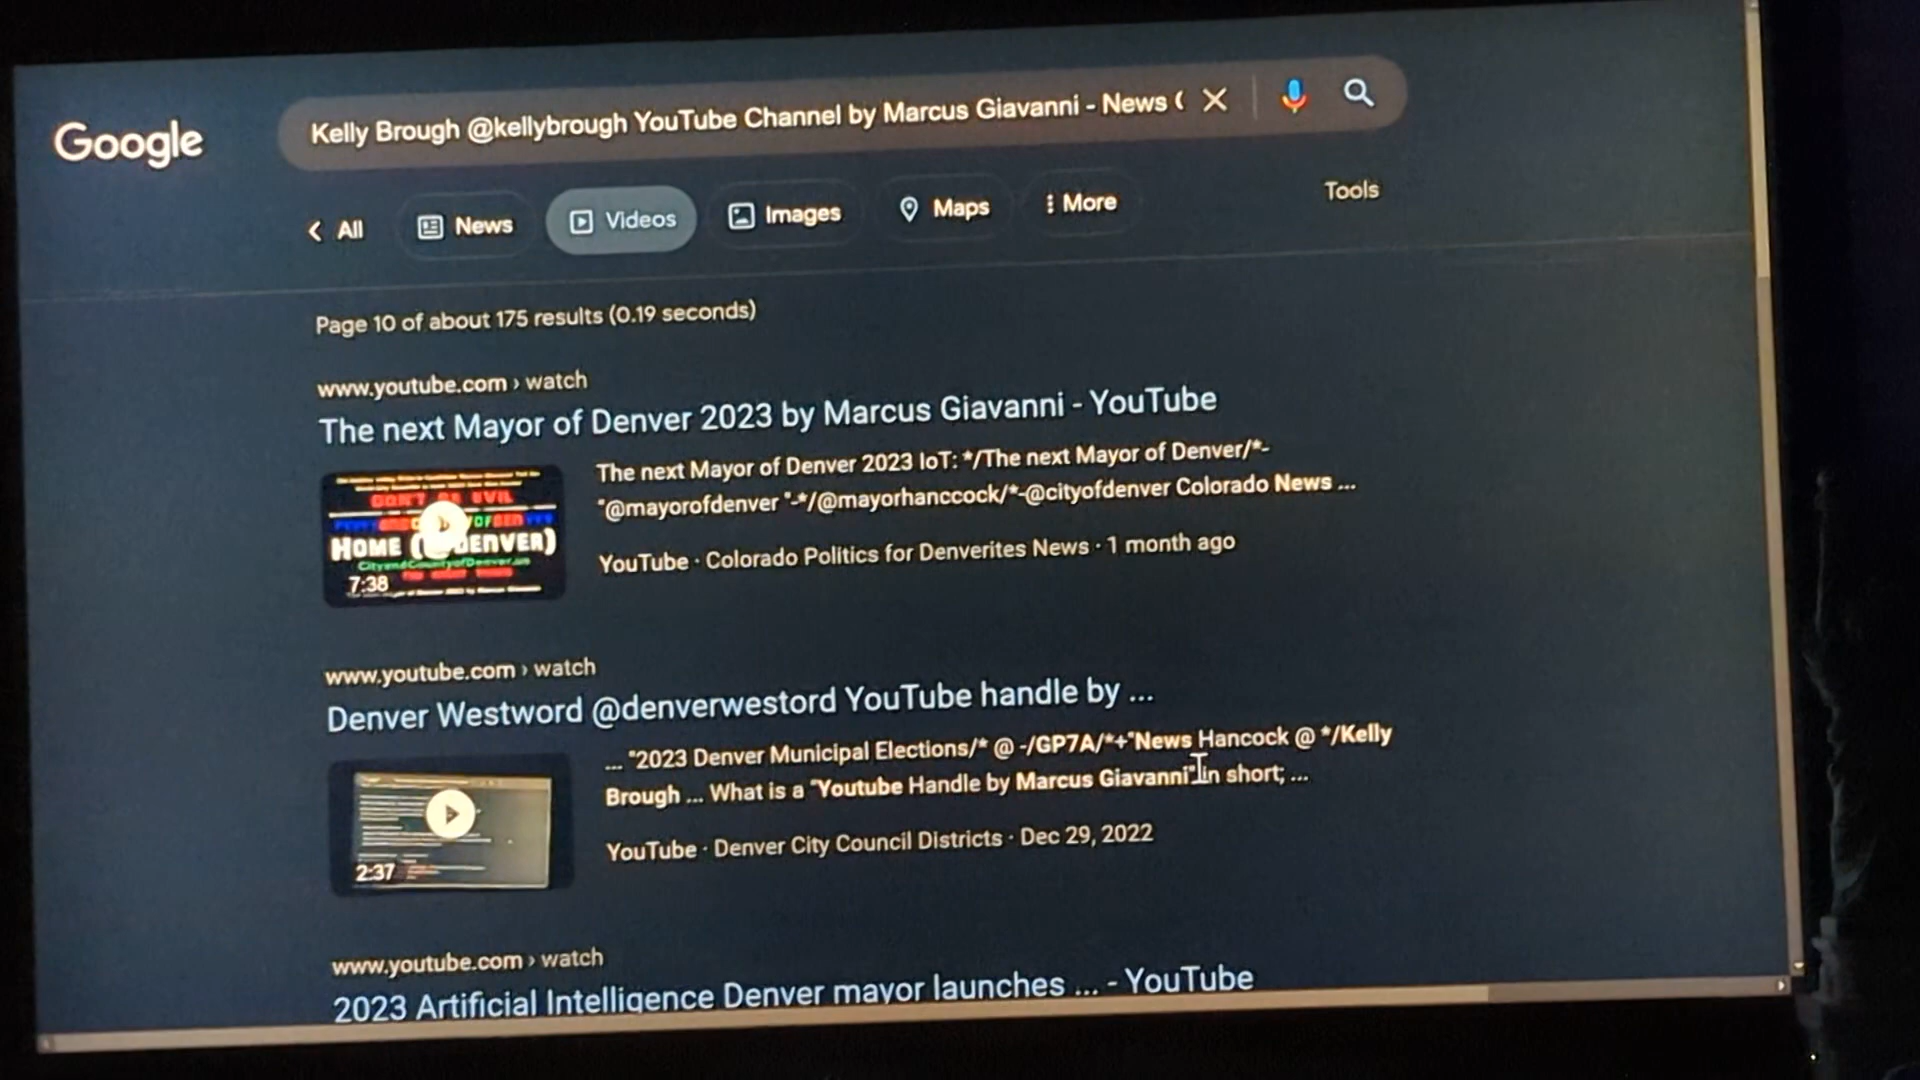 Google
Kelly Brough @kellybrough YouTube Channel by Marcus Giavanni - News
All News Videos Images Maps More Tools
Page 10 of about 175 results (0.19 seconds)
www.youtube.com › watch
The next Mayor of Denver 2023 by Marcus Giavanni - YouTube
DON'T BE EVIL
HOME
DENVER)
7:38
The next Mayor of Denver 2023 IoT: */The next Mayor of Denver/*-
"@mayorofdenver "-*/@mayorhanccock/*-@cityofdenver Colorado News ...
YouTube · Colorado Politics for Denverites News · 1 month ago
www.youtube.com › watch
Denver Westword @denverwestord YouTube handle by ...
2:37
... "2023 Denver Municipal Elections/* @ -/GP7A/*+"News Hancock @ */Kelly
Brough ... What is a "Youtube Handle by Marcus Giavanni" In short; ...
YouTube · Denver City Council Districts · Dec 29, 2022
www.youtube.com › watch
2023 Artificial Intelligence Denver mayor launches ... - YouTube